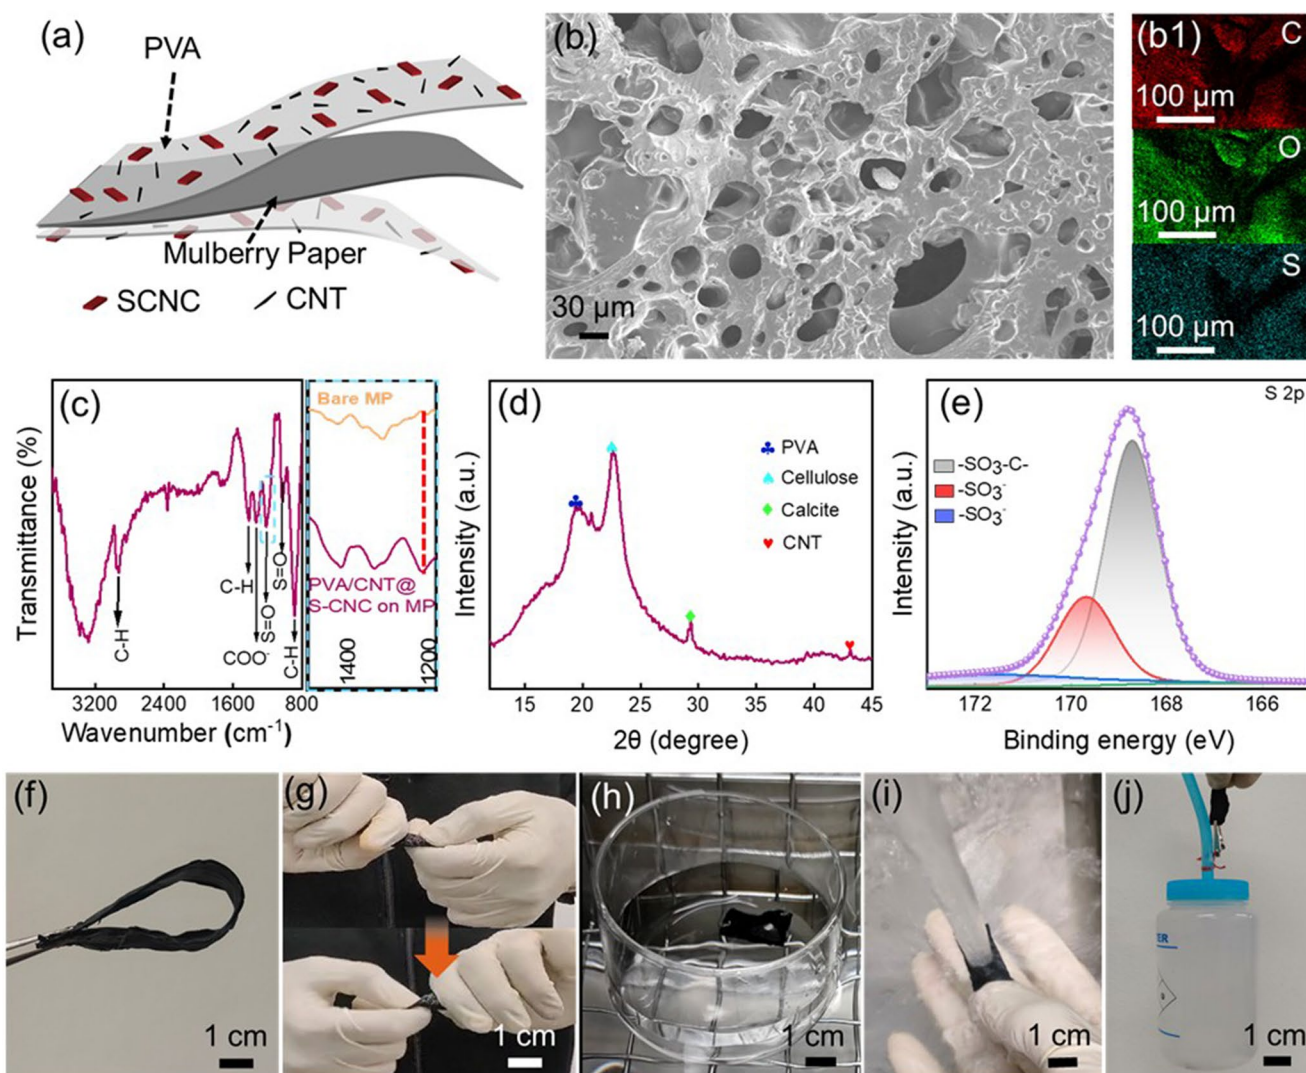 (a)
PVA
Mulberry Paper
SCNC
CNT
(b)
30 µm
(b1)
C
100 µm
O
100 µm
S
100 µm
(c)
Transmittance (%)
C-H
C-H
COO-
S=O
S=O
C-H
3200 2400 1600 800
Wavenumber (cm-1)
Bare MP
PVA/CNT@
S-CNC on MP
1400 1200
(d)
Intensity (a.u.)
PVA
Cellulose
Calcite
CNT
15 20 25 30 35 40 45
2θ (degree)
(e)
S 2p
-SO3-C-
-SO3-
-SO3-
Intensity (a.u.)
172 170 168 166
Binding energy (eV)
(f)
1 cm
(g)
1 cm
(h)
1 cm
(i)
1 cm
(j)
1 cm